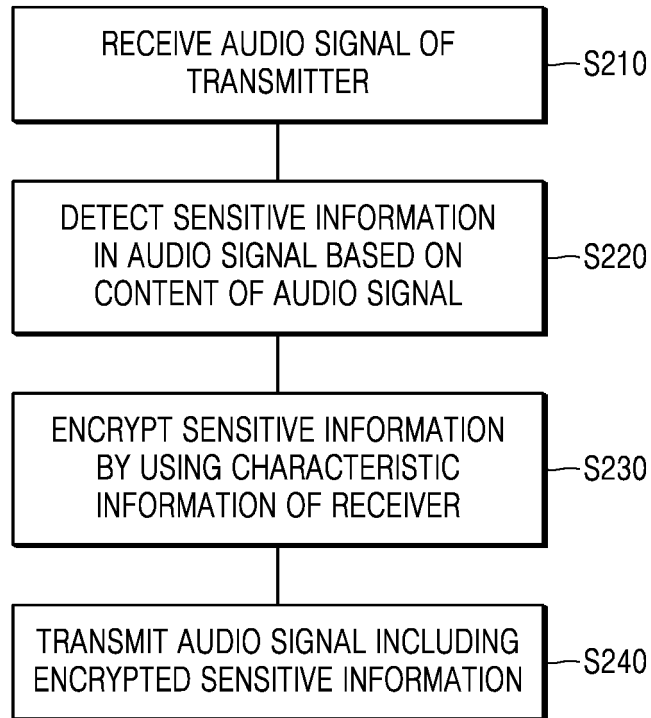 RECEIVE AUDIO SIGNAL OF
TRANSMITTER
S210
DETECT SENSITIVE INFORMATION
IN AUDIO SIGNAL BASED ON
CONTENT OF AUDIO SIGNAL
S220
ENCRYPT SENSITIVE INFORMATION
BY USING CHARACTERISTIC
INFORMATION OF RECEIVER
S230
TRANSMIT AUDIO SIGNAL INCLUDING
ENCRYPTED SENSITIVE INFORMATION
S240